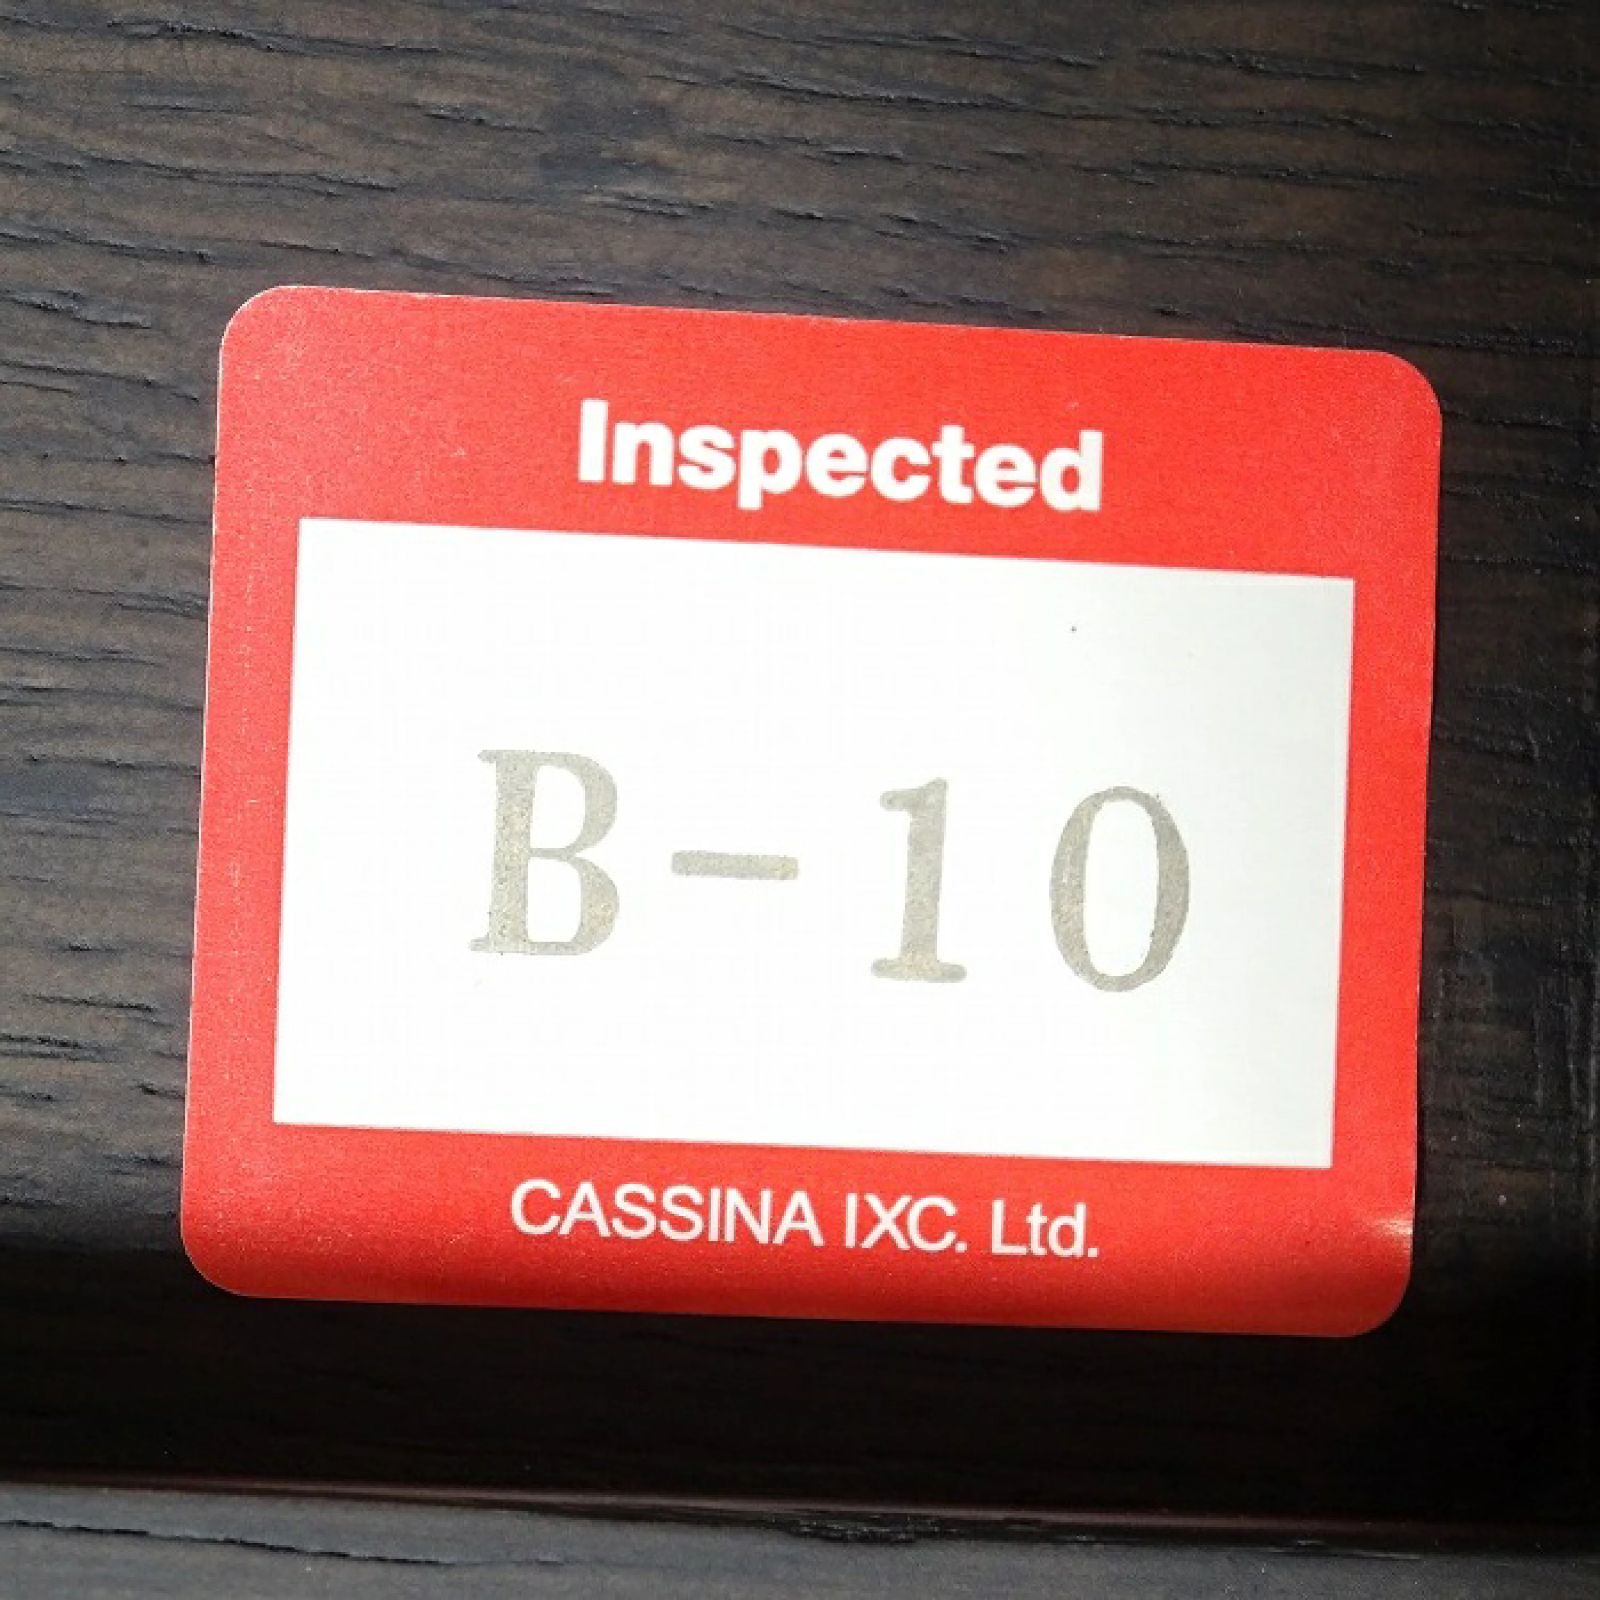 Inspected
B-10
CASSINA IXC. Ltd.